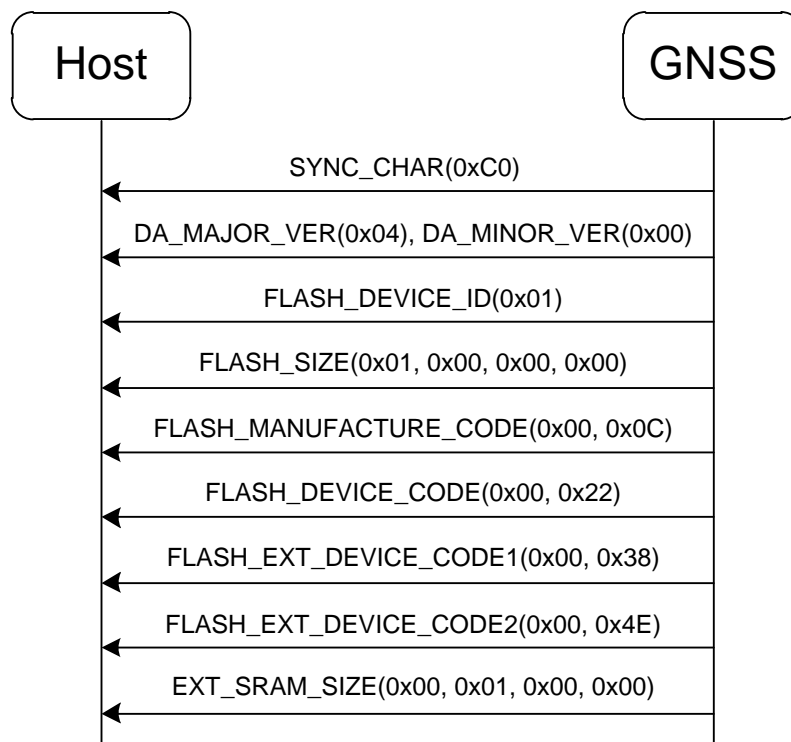 Host
GNSS
SYNC_CHAR(0xC0)
DA_MAJOR_VER(0x04), DA_MINOR_VER(0x00)
FLASH_DEVICE_ID(0x01)
FLASH_SIZE(0x01, 0x00, 0x00, 0x00)
FLASH_MANUFACTURE_CODE(0x00, 0x0C)
FLASH_DEVICE_CODE(0x00, 0x22)
FLASH_EXT_DEVICE_CODE1(0x00, 0x38)
FLASH_EXT_DEVICE_CODE2(0x00, 0x4E)
EXT_SRAM_SIZE(0x00, 0x01, 0x00, 0x00)